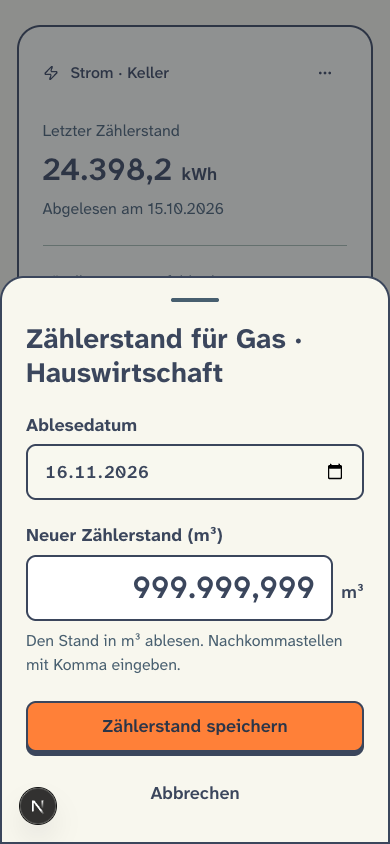 Strom · Keller
Letzter Zählerstand
24.398,2 kWh
Abgelesen am 15.10.2026
Zählerstand für Gas ·
Hauswirtschaft
Ablesedatum
16.11.2026
Neuer Zählerstand (m³)
999.999,999 m³
Den Stand in m³ ablesen. Nachkommastellen
mit Komma eingeben.
Zählerstand speichern
Abbrechen
N